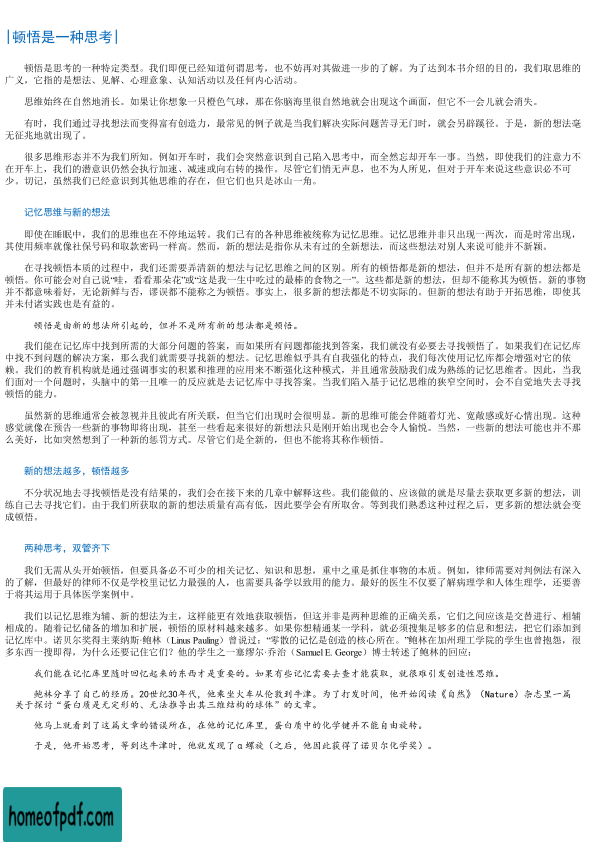 |顿悟是一种思考|
顿悟是思考的一种特定类型。我们即便已经知道何谓思考，也不妨再对其做进一步的了解。为了达到本书介绍的目的，我们取思维的
广义，它指的是想法、见解、心理意象、认知活动以及任何内心活动。
思维始终在自然地消长。如果让你想象一只橙色气球，那在你脑海里很自然地就会出现这个画面，但它不一会儿就会消失。
有时，我们通过寻找想法而变得富有创造力，最常见的例子就是当我们解决实际问题苦寻无门时，就会另辟蹊径。于是，新的想法毫
无征兆地就出现了。
很多思维形态并不为我们所知。例如开车时，我们会突然意识到自己陷入思考中，而全然忘却开车一事。当然，即使我们的注意力不
在开车上，我们的潜意识仍然会执行加速、减速或向右转的操作。尽管它们悄无声息，也不为人所见，但对于开车来说这些意识必不可
少。切记，虽然我们已经意识到其他思维的存在，但它们也只是冰山一角。
记忆思维与新的想法
即使在睡眠中，我们的思维也在不停地运转。我们已有的各种思维被统称为记忆思维。记忆思维并非只出现一两次，而是时常出现，
其使用频率就像社保号码和取款密码一样高。然而，新的想法是指你从未有过的全新想法，而这些想法对别人来说可能并不新颖。
在寻找顿悟本质的过程中，我们还需要弄清新的想法与记忆思维之间的区别。所有的顿悟都是新的想法，但并不是所有新的想法都是
顿悟。你可能会对自己说“哇，看看那朵花”或“这是我一生中吃过的最棒的食物之一”。这些都是新的想法，但却不能称其为顿悟。新的事物
并不都意味着好，无论新鲜与否，谬误都不能称之为顿悟。事实上，很多新的想法都是不切实际的。但新的想法有助于开拓思维，即使其
并未付诸实践也是有益的。
顿悟是由新的想法所引起的，但并不是所有新的想法都是顿悟。
我们能在记忆库中找到所需的大部分问题的答案，而如果所有问题都能找到答案，我们就没有必要去寻找顿悟了。如果我们在记忆库
中找不到问题的解决方案，那么我们就需要寻找新的想法。记忆思维似乎具有自我强化的特点，我们每次使用记忆库都会增强对它的依
赖。我们的教育机构就是通过强调事实的积累和推理的应用来不断强化这种模式，并且通常鼓励我们成为熟练的记忆思维者。因此，当我
们面对一个问题时，头脑中的第一且唯一的反应就是去记忆库中寻找答案。当我们陷入基于记忆思维的狭窄空间时，会不自觉地失去寻找
顿悟的能力。
虽然新的思维通常会被忽视并且彼此有所关联，但当它们出现时会很明显。新的思维可能会伴随着灯光、宽敞感或好心情出现。这种
感觉就像在预告一些新的事物即将出现，甚至一些看起来很好的新想法只是刚开始出现也会令人愉悦。当然，一些新的想法可能也并不那
么美好，比如突然想到了一种新的惩罚方式。尽管它们是全新的，但也不能将其称作顿悟。
新的想法越多，顿悟越多
不分状况地去寻找顿悟是没有结果的，我们会在接下来的几章中解释这些。我们能做的、应该做的就是尽量去获取更多新的想法，训
练自己去寻找它们。由于我们所获取的新的想法质量有高有低，因此要学会有所取舍。等到我们熟悉这种过程之后，更多新的想法就会变
成顿悟。
两种思考，双管齐下
我们无需从头开始顿悟，但要具备必不可少的相关记忆、知识和思想，重中之重是抓住事物的本质。例如，律师需要对判例法有深入
的了解，但最好的律师不仅是学校里记忆力最强的人，也需要具备学以致用的能力。最好的医生不仅要了解病理学和人体生理学，还要善
于将其运用于具体医学案例中。
我们以记忆思维为辅、新的想法为主，这样能更有效地获取顿悟，但这并非是两种思维的正确关系，它们之间应该是交替进行、相辅
相成的。随着记忆储备的增加和扩展，顿悟的原材料越来越多。如果你想精通某一学科，就必须搜集足够多的信息和想法，把它们添加到
记忆库中。诺贝尔奖得主莱纳斯·鲍林（Linus Pauling）曾说过：“零散的记忆是创造的核心所在。”鲍林在加州理工学院的学生也曾抱怨，很
多东西一搜即得，为什么还要记住它们？他的学生之一塞缪尔·乔治（Samuel E. George）博士转述了鲍林的回应：
我们能在记忆库里随时回忆起来的东西才是重要的。如果有些记忆需要去查才能获取，就很难引发创造性思维。
鲍林分享了自己的经历。20世纪30年代，他乘坐火车从伦敦到牛津。为了打发时间，他开始阅读《自然》（Nature）杂志里一篇
关于探讨“蛋白质是无定形的、无法推导出其三维结构的球体”的文章。
他马上就看到了这篇文章的错误所在，在他的记忆库里，蛋白质中的化学键并不能自由旋转。
于是，他开始思考，等到达牛津时，他就发现了α螺旋（之后，他因此获得了诺贝尔化学奖）。
homeofpdf.com